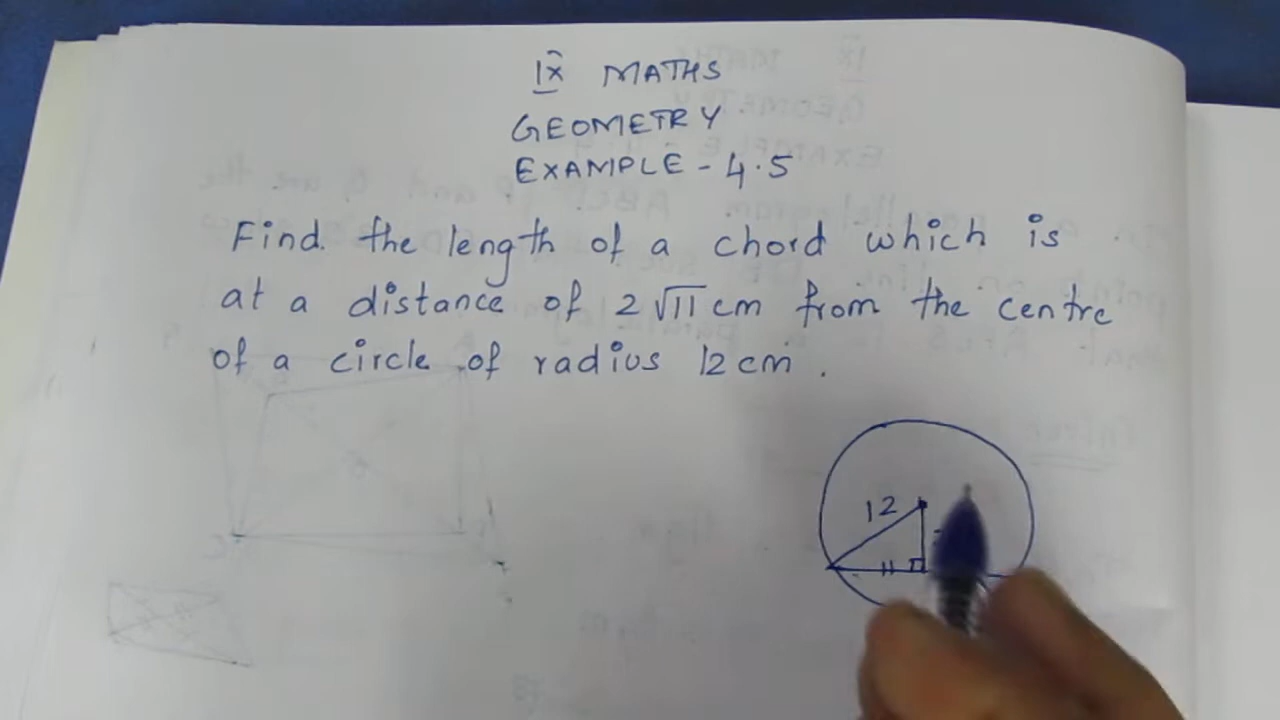 IX MATHS
GEOMETRY
EXAMPLE - 4.5
Find the length of a chord which is
at a distance of 2 √11 cm from the centre
of a circle of radius 12 cm .
12